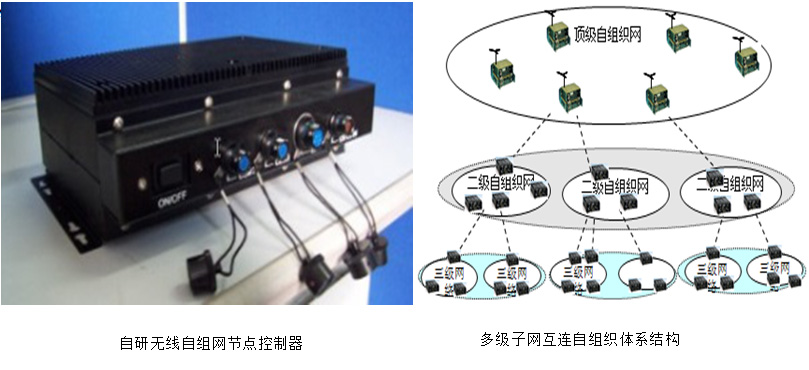 ON/OFF
顶级自组织网
二级自组织网
二级自组织网
二级自组织网
三级网
三级网
三级网
三级网
三级网
自研无线自组网节点控制器
多级子网互连自组织体系结构